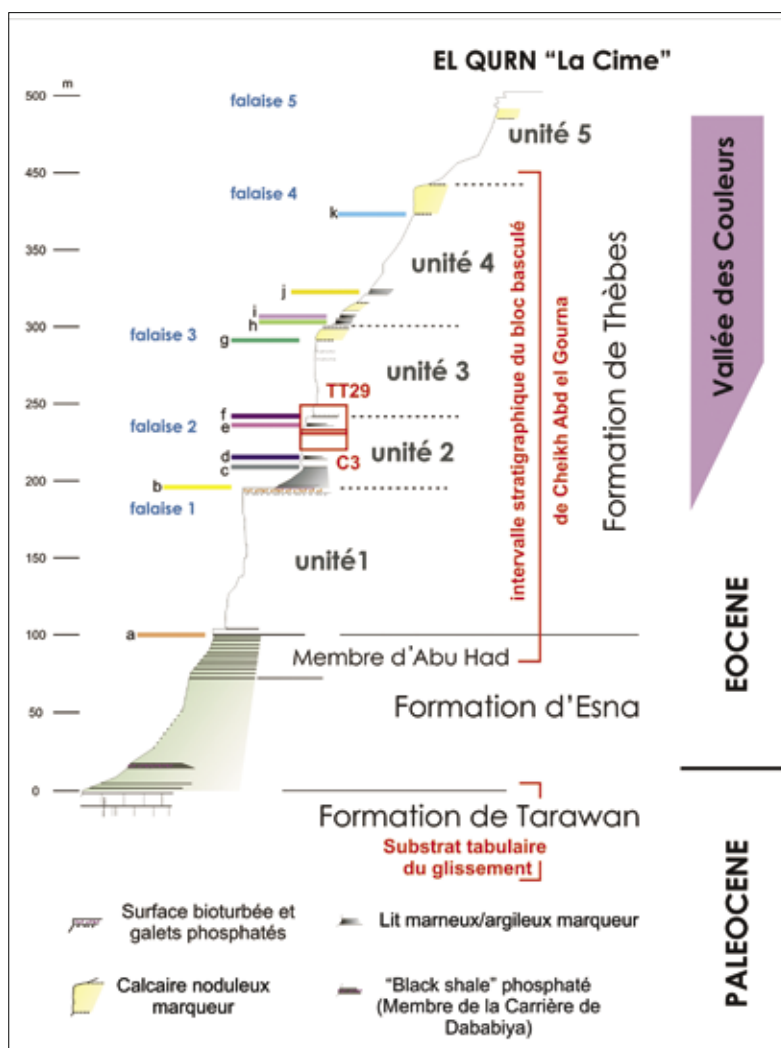 EL QURN “La Cime”
m
500
falaise 5
unité 5
450
falaise 4
k
350
unité 4
j
i
h
300
falaise 3
g
unité 3
TT29
250
f
falaise 2
e
unité 2
d
C3
c
200
b
falaise 1
150
unité1
100
a
Membre d'Abu Had
50
Formation d'Esna
0
Formation de Tarawan
Substrat tabulaire
du glissement
intervalle stratigraphique du bloc basculé
de Cheikh Abd el Gourna
Formation de Thèbes
Vallée des Couleurs
EOCENE
PALEOCENE
Surface bioturbée et
galets phosphatés
Lit marneux/argileux marqueur
Calcaire noduleux
marqueur
“Black shale” phosphaté
(Membre de la Carrière de
Dababiya)